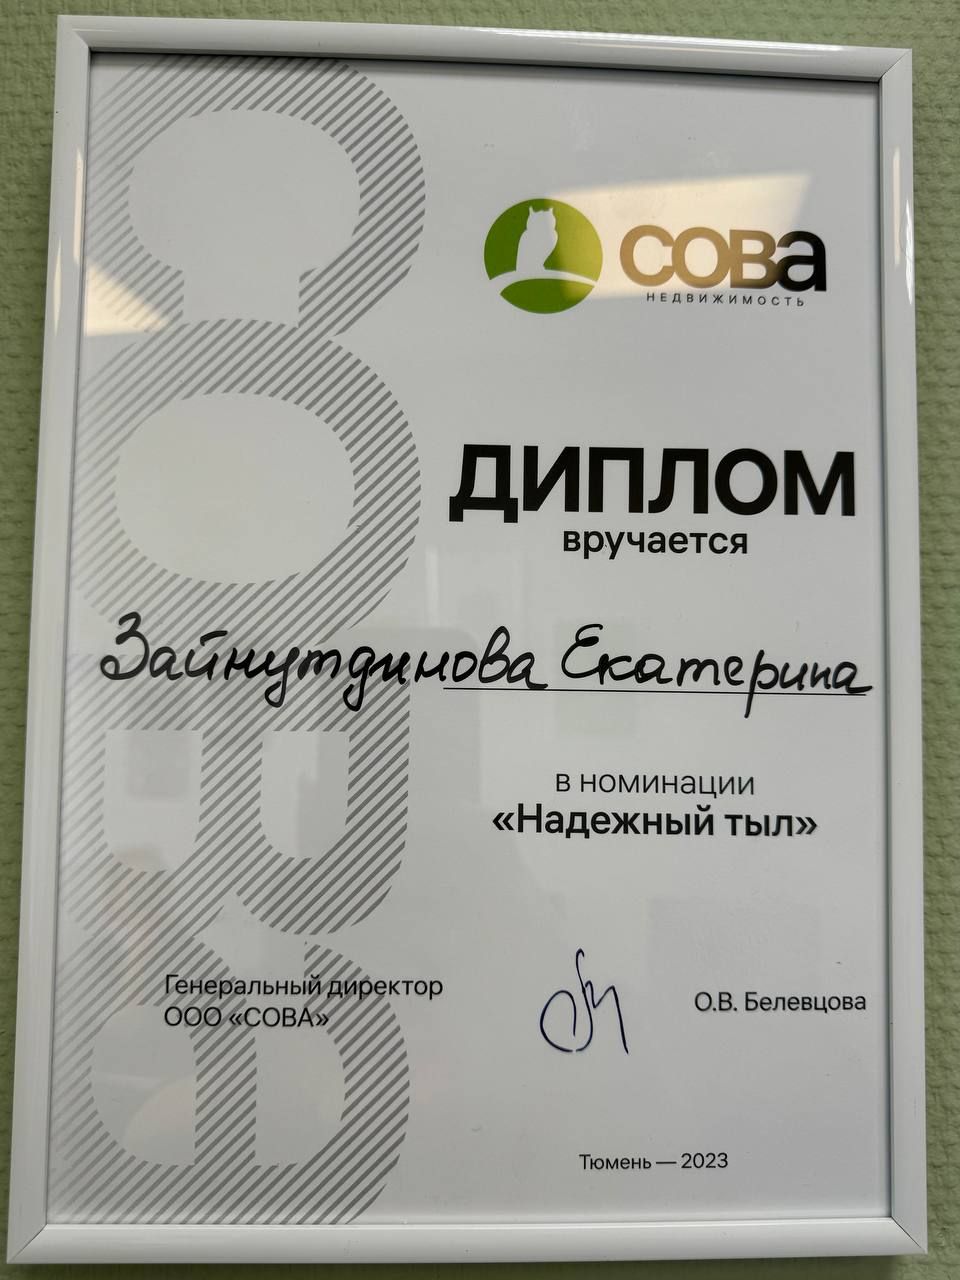 сова
НЕДВИЖИМОСТЬ
ДИПЛОМ
вручается
Зайнутдинова Екатерина
в номинации
«Надежный тыл»
Генеральный директор
ООО «СОВА»
О.В. Белевцова
Тюмень — 2023